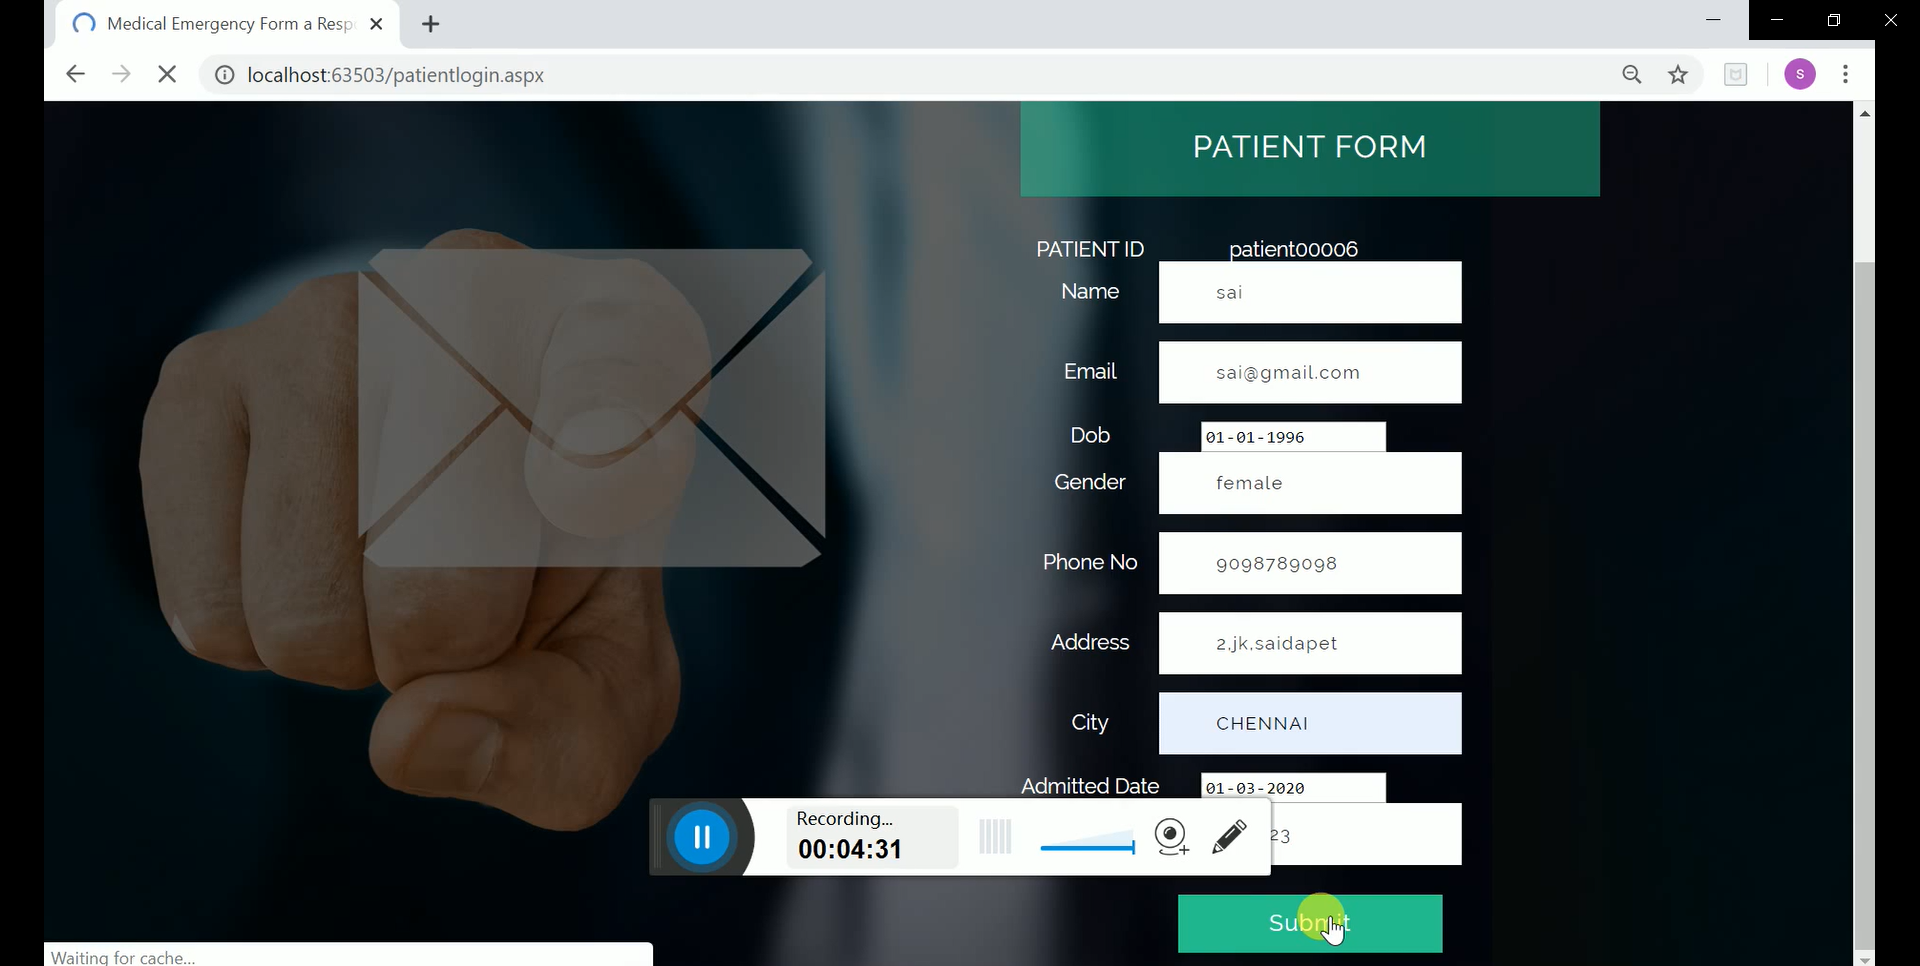 Medical Emergency Form a Resp
localhost:63503/patientlogin.aspx
S
PATIENT FORM
PATIENT ID patient00006
Name sai
Email sai@gmail.com
Dob 01-01-1996
Gender female
Phone No 9098789098
Address 2,jk,saidapet
City CHENNAI
Admitted Date 01-03-2020
23
Recording...
00:04:31
Submit
Waiting for cache...